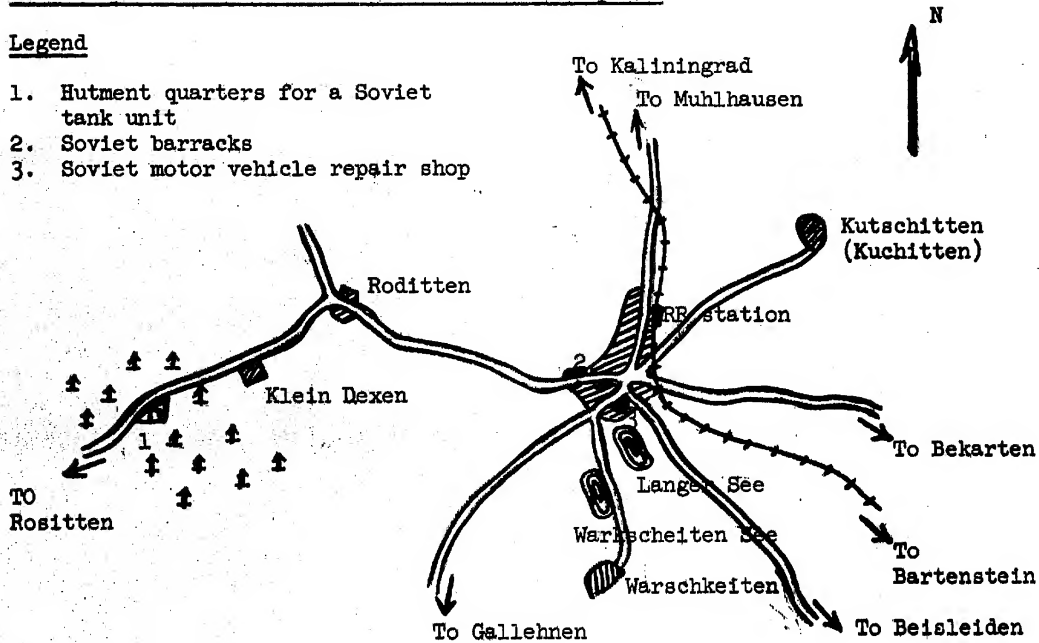 Legend
1. Hutment quarters for a Soviet
tank unit
2. Soviet barracks
3. Soviet motor vehicle repair shop
N
To Kaliningrad
To Muhlhausen
Kutschitten
(Kuchitten)
Roditten
RR station
2
Klein Dexen
1
3
To Bekarten
Langer See
TO
Rositten
Warkscheiten See
To
Bartenstein
Warschkeiten
To Gallehnen
To Beisleiden